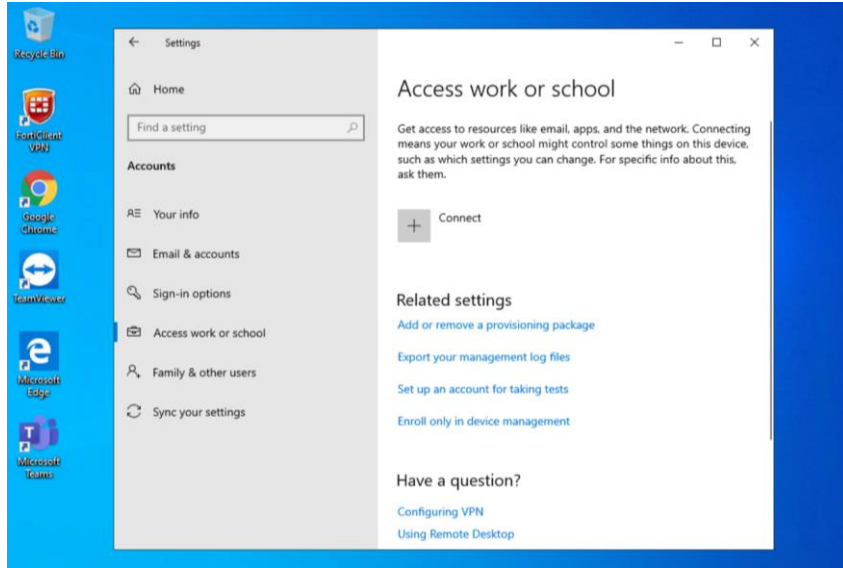 Recycle Bin
FortiClient
VPN
Google
Chrome
TeamViewer
Microsoft
Edge
Microsoft
Teams
Settings
Home
Find a setting
Accounts
Your info
Email & accounts
Sign-in options
Access work or school
Family & other users
Sync your settings
Access work or school
Get access to resources like email, apps, and the network. Connecting
means your work or school might control some things on this device,
such as which settings you can change. For specific info about this,
ask them.
Connect
Related settings
Add or remove a provisioning package
Export your management log files
Set up an account for taking tests
Enroll only in device management
Have a question?
Configuring VPN
Using Remote Desktop